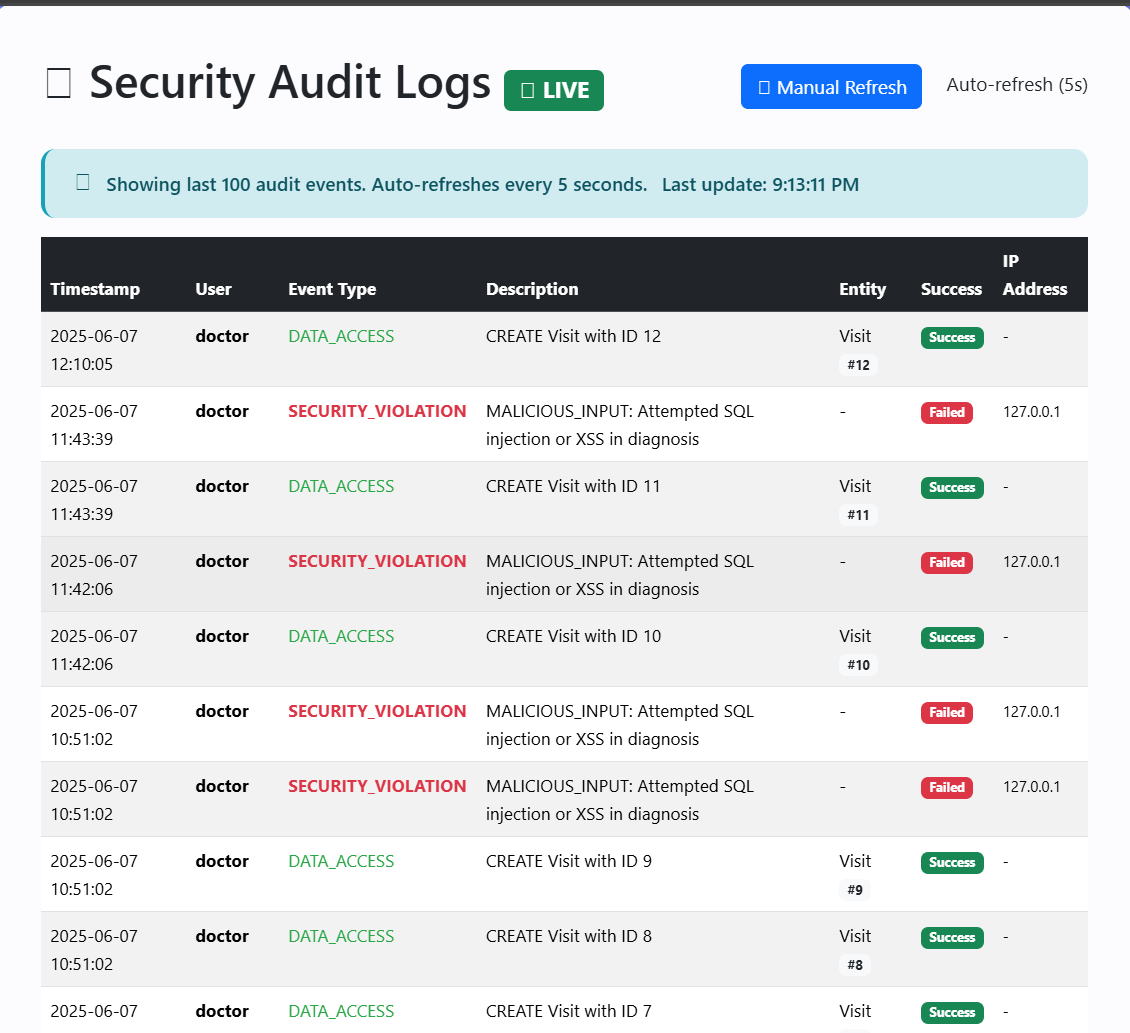 Security Audit Logs LIVE Manual Refresh Auto-refresh (5s)
Showing last 100 audit events. Auto-refreshes every 5 seconds. Last update: 9:13:11 PM
IP
Timestamp User Event Type Description Entity Success Address
2025-06-07 doctor DATA_ACCESS CREATE Visit with ID 12 Visit Success -
12:10:05 #12
2025-06-07 doctor SECURITY_VIOLATION MALICIOUS_INPUT: Attempted SQL - Failed 127.0.0.1
11:43:39 injection or XSS in diagnosis
2025-06-07 doctor DATA_ACCESS CREATE Visit with ID 11 Visit Success -
11:43:39 #11
2025-06-07 doctor SECURITY_VIOLATION MALICIOUS_INPUT: Attempted SQL - Failed 127.0.0.1
11:42:06 injection or XSS in diagnosis
2025-06-07 doctor DATA_ACCESS CREATE Visit with ID 10 Visit Success -
11:42:06 #10
2025-06-07 doctor SECURITY_VIOLATION MALICIOUS_INPUT: Attempted SQL - Failed 127.0.0.1
10:51:02 injection or XSS in diagnosis
2025-06-07 doctor SECURITY_VIOLATION MALICIOUS_INPUT: Attempted SQL - Failed 127.0.0.1
10:51:02 injection or XSS in diagnosis
2025-06-07 doctor DATA_ACCESS CREATE Visit with ID 9 Visit Success -
10:51:02 #9
2025-06-07 doctor DATA_ACCESS CREATE Visit with ID 8 Visit Success -
10:51:02 #8
2025-06-07 doctor DATA_ACCESS CREATE Visit with ID 7 Visit Success -